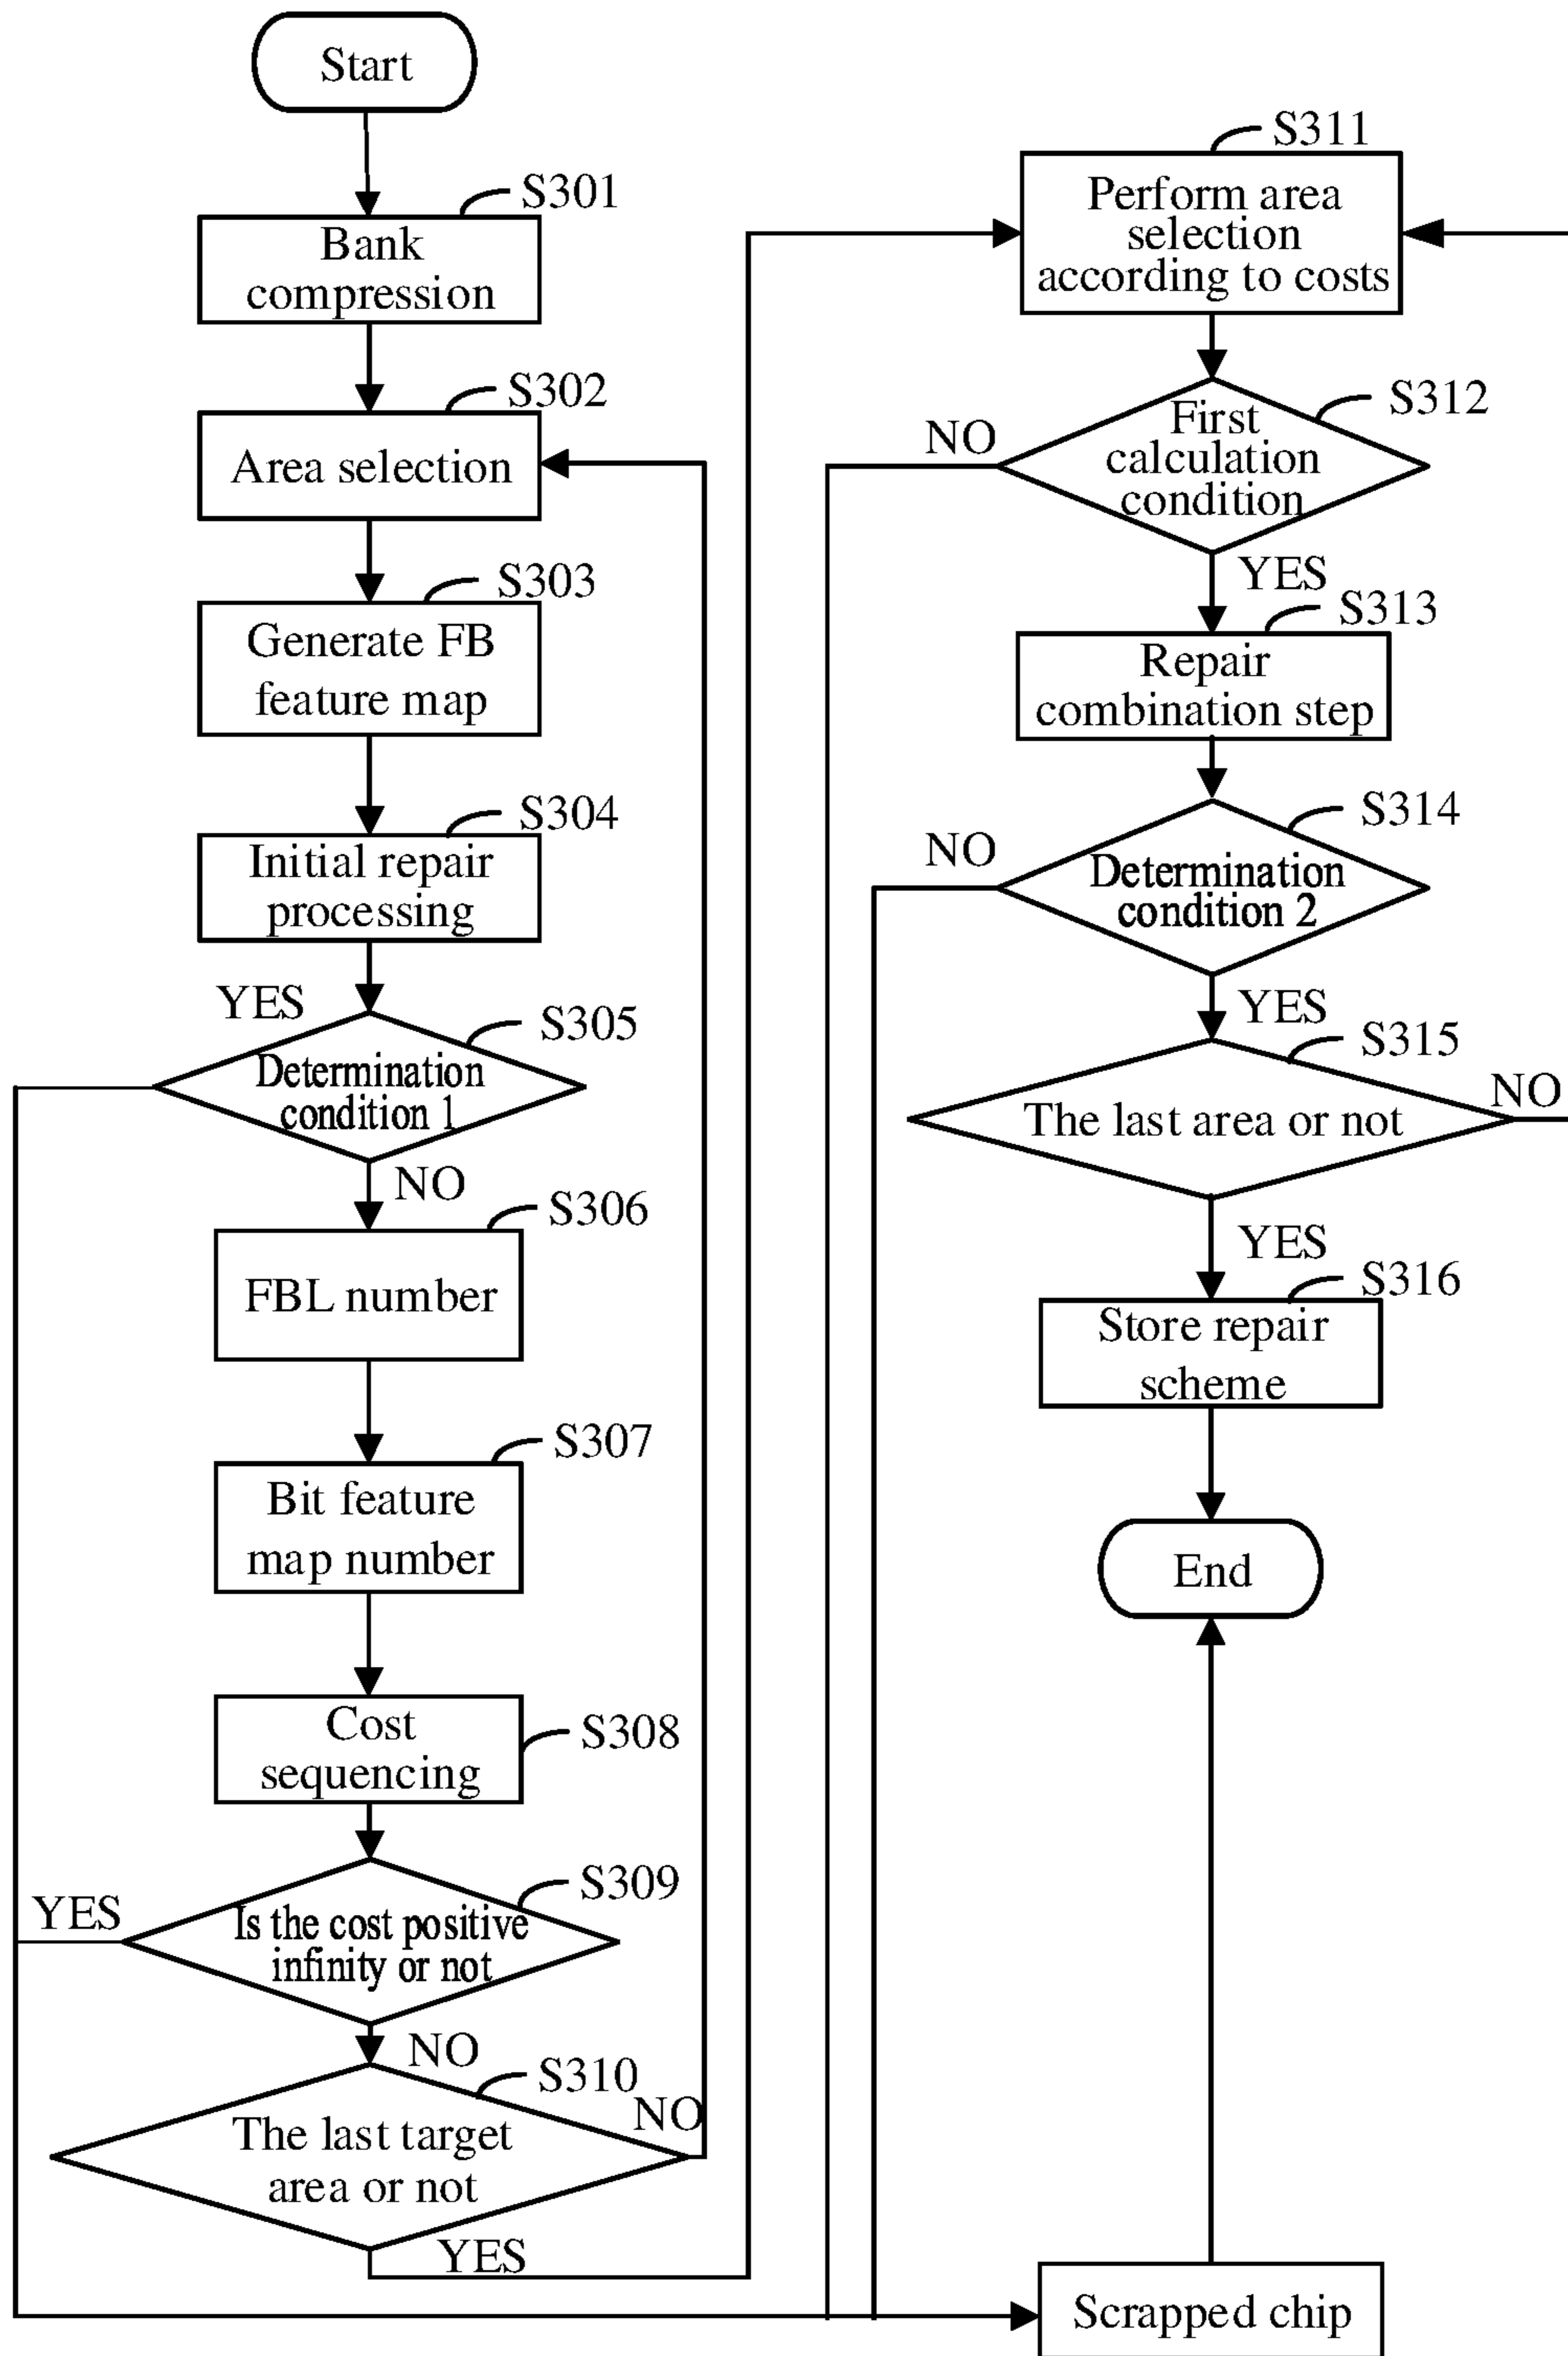 Start
S301
Bank
compression
S302
Area selection
S303
Generate FB
feature map
S304
Initial repair
processing
YES
S305
Determination
condition 1
NO
S306
FBL number
S307
Bit feature
map number
S308
Cost
sequencing
S309
YES
Is the cost positive
infinity or not
NO
S310
NO
The last target
area or not
YES
S311
Perform area
selection
according to costs
S312
NO
First
calculation
condition
YES
S313
Repair
combination step
S314
NO
Determination
condition 2
YES
S315
NO
The last area or not
YES
S316
Store repair
scheme
End
Scrapped chip